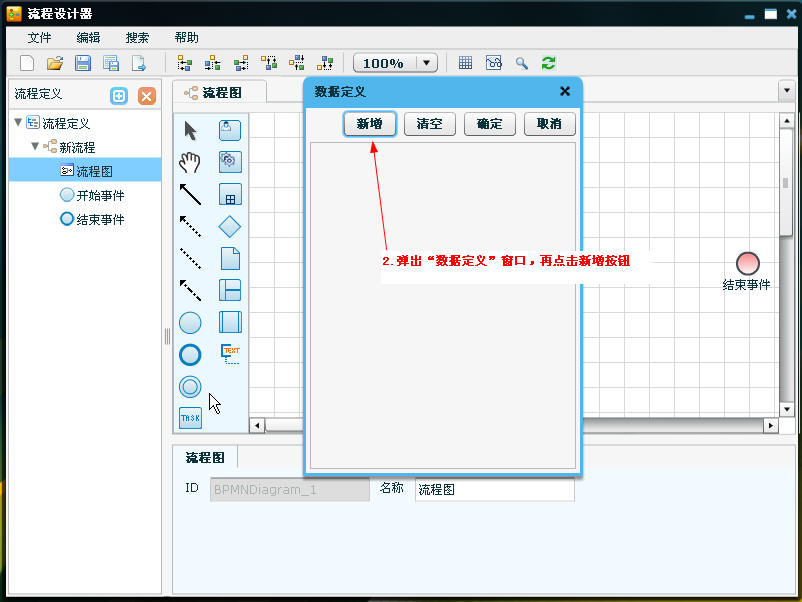 流程设计器
文件 编辑 搜索 帮助
100%
流程定义
流程图
数据定义
新增 清空 确定 取消
流程定义
新流程
流程图
开始事件
结束事件
2.弹出“数据定义”窗口，再点击新增按钮
结束事件
TEXT
TASK
流程图
ID BPMNDiagram_1 名称 流程图